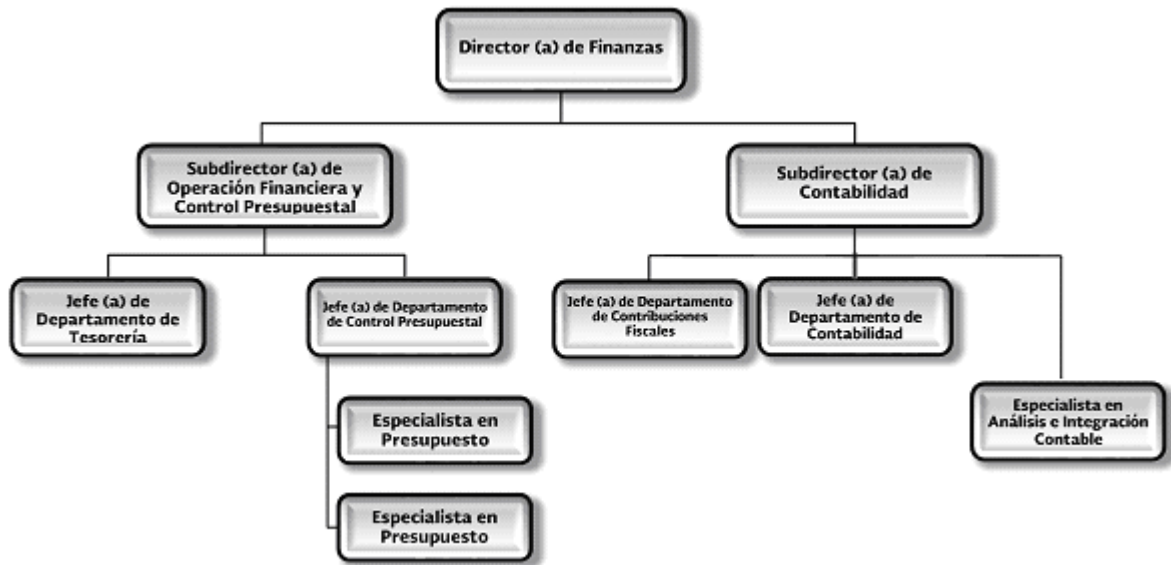 Director (a) de Finanzas
Subdirector (a) de
Operación Financiera y
Control Presupuestal
Subdirector (a) de
Contabilidad
Jefe (a) de
Departamento de
Tesorería
Jefe (a) de Departamento
de Control Presupuestal
Jefe (a) de Departamento
de Contribuciones
Fiscales
Jefe (a) de
Departamento de
Contabilidad
Especialista en
Presupuesto
Especialista en
Análisis e Integración
Contable
Especialista en
Presupuesto